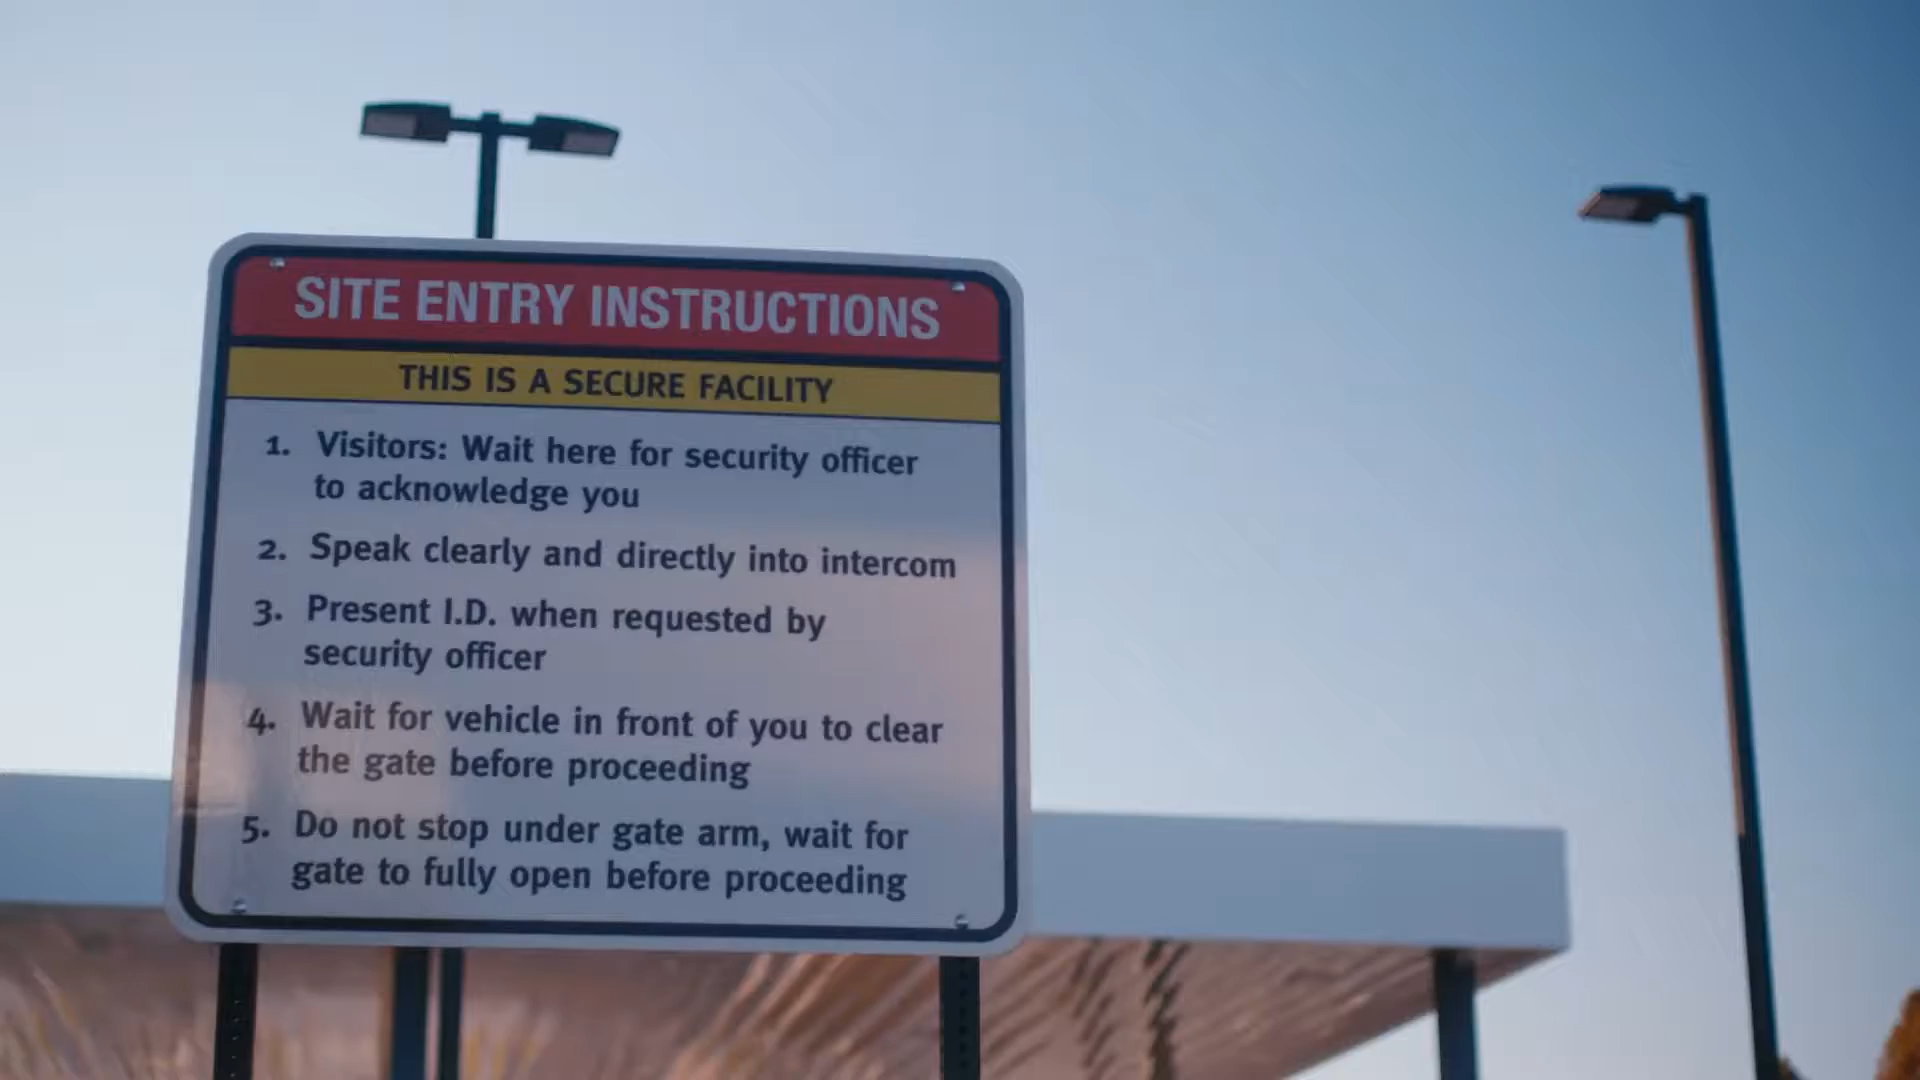 SITE ENTRY INSTRUCTIONS
THIS IS A SECURE FACILITY
1. Visitors: Wait here for security officer
to acknowledge you
2. Speak clearly and directly into intercom
3. Present I.D. when requested by
security officer
4. Wait for vehicle in front of you to clear
the gate before proceeding
5. Do not stop under gate arm, wait for
gate to fully open before proceeding